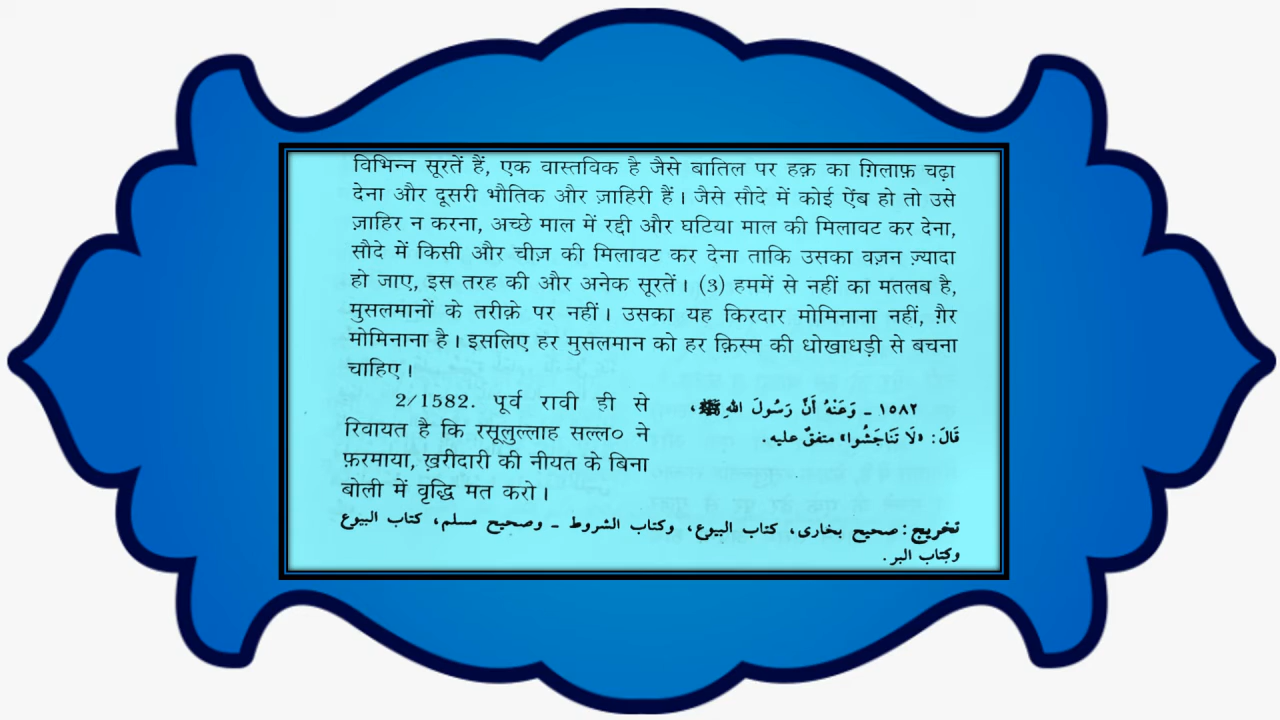 विभिन्न सूरतें हैं, एक वास्तविक है जैसे बातिल पर हक़ का ग़िलाफ़ चढ़ा
देना और दूसरी भौतिक और ज़ाहिरी हैं। जैसे सौदे में कोई ऐंब हो तो उसे
ज़ाहिर न करना, अच्छे माल में रद्दी और घटिया माल की मिलावट कर देना,
सौदे में किसी और चीज़ की मिलावट कर देना ताकि उसका वज़न ज़्यादा
हो जाए, इस तरह की और अनेक सूरतें। (3) हममें से नहीं का मतलब है,
मुसलमानों के तरीक़े पर नहीं। उसका यह किरदार मोमिनाना नहीं, ग़ैर
मोमिनाना है। इसलिए हर मुसलमान को हर क़िस्म की धोखाधड़ी से बचना
चाहिए।
2/1582. पूर्व रावी ही से
रिवायत है कि रसूलुल्लाह सल्ल० ने
फ़रमाया, ख़रीदारी की नीयत के बिना
बोली में वृद्धि मत करो।
١٥٨٢ ـ وَعَنْهُ أَنَّ رَسُولَ اللهِ ﷺ،
قَالَ: «لَا تَنَاجَشُوا» متفقٌ عليه.
تخريج: صحيح بخارى، كتاب البيوع، وكتاب الشروط ـ وصحيح مسلم، كتاب البيوع
وكتاب البر.